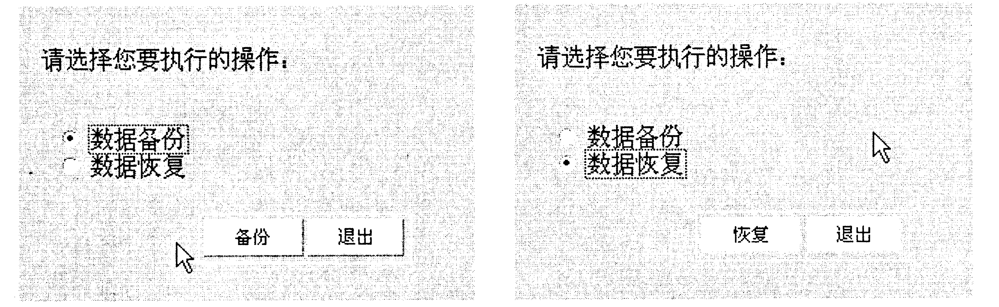 请选择您要执行的操作：
数据备份
数据恢复
备份 退出
请选择您要执行的操作：
数据备份
数据恢复
恢复 退出